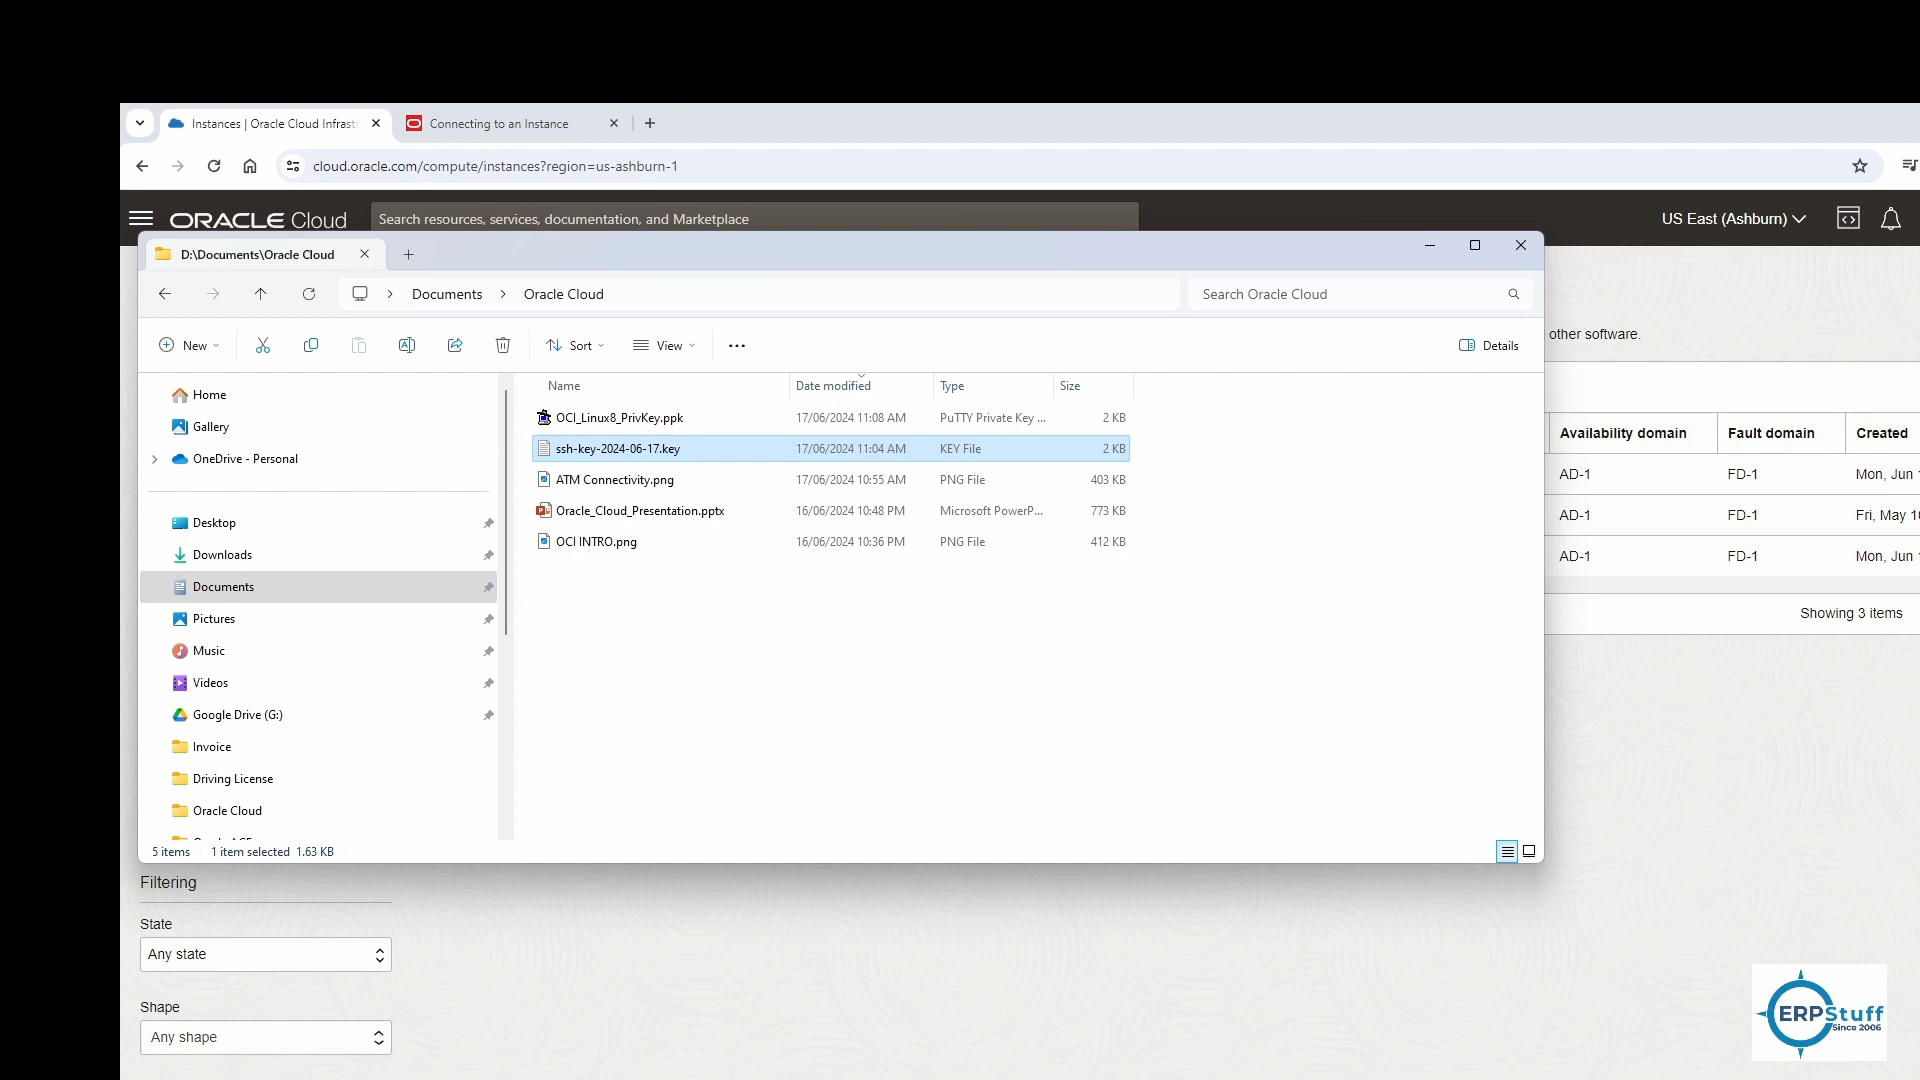 Instances | Oracle Cloud Infrast
Connecting to an Instance
cloud.oracle.com/compute/instances?region=us-ashburn-1
ORACLE Cloud
Search resources, services, documentation, and Marketplace
US East (Ashburn)
D:\Documents\Oracle Cloud
Documents > Oracle Cloud
Search Oracle Cloud
New
Sort
View
Details
other software.
Home
Gallery
OneDrive - Personal
Desktop
Downloads
Documents
Pictures
Music
Videos
Google Drive (G:)
Invoice
Driving License
Oracle Cloud
Name Date modified Type Size
OCI_Linux8_PrivKey.ppk 17/06/2024 11:08 AM PuTTY Private Key ... 2 KB
ssh-key-2024-06-17.key 17/06/2024 11:04 AM KEY File 2 KB
ATM Connectivity.png 17/06/2024 10:55 AM PNG File 403 KB
Oracle_Cloud_Presentation.pptx 16/06/2024 10:48 PM Microsoft PowerP... 773 KB
OCI INTRO.png 16/06/2024 10:36 PM PNG File 412 KB
Availability domain Fault domain Created
AD-1 FD-1 Mon, Jun
AD-1 FD-1 Fri, May 10
AD-1 FD-1 Mon, Jun
Showing 3 items
5 items 1 item selected 1.63 KB
Filtering
State
Any state
Shape
Any shape
ERPStuff
Since 2006